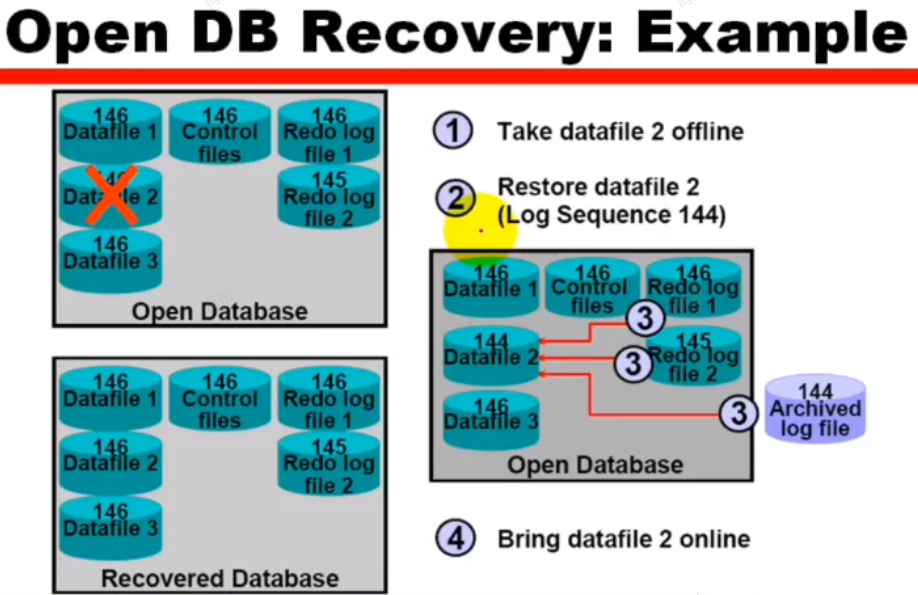 Open DB Recovery: Example
146
Datafile 1
146
Control
files
146
Redo log
file 1
Datafile 2
145
Redo log
file 2
146
Datafile 3
Open Database
1 Take datafile 2 offline
2 Restore datafile 2
(Log Sequence 144)
146
Datafile 1
146
Control
files
146
Redo log
file 1
3
144
Datafile 2
3
145
Redo log
file 2
146
Datafile 3
3
144
Archived
log file
Open Database
146
Datafile 1
146
Control
files
146
Redo log
file 1
146
Datafile 2
145
Redo log
file 2
146
Datafile 3
Recovered Database
4 Bring datafile 2 online